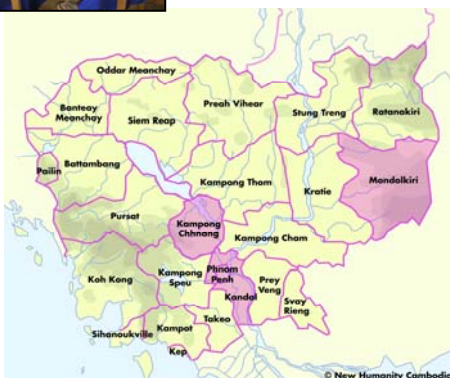 Oddar Meanchay
Banteay
Meanchay
Siem Reap
Preah Vihear
Stung Treng
Ratanakiri
Battambang
Pailin
Kampong Thom
Kratie
Mondolkiri
Pursat
Kampong
Chhnang
Kampong Cham
Koh Kong
Kampong
Speu
Phnom
Penh
Prey
Veng
Kandal
Svay
Rieng
Takeo
Sihanoukville
Kampot
Kep
© New Humanity Cambodia